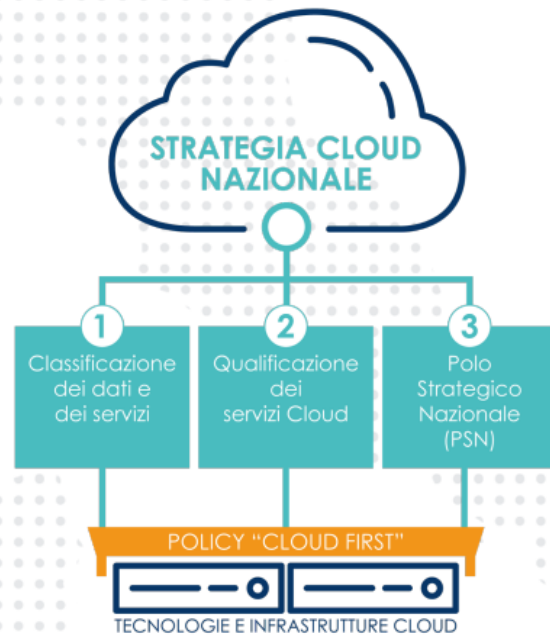 STRATEGIA CLOUD
NAZIONALE
1
Classificazione
dei dati e
dei servizi
2
Qualificazione
dei
servizi Cloud
3
Polo
Strategico
Nazionale
(PSN)
POLICY “CLOUD FIRST”
TECNOLOGIE E INFRASTRUTTURE CLOUD